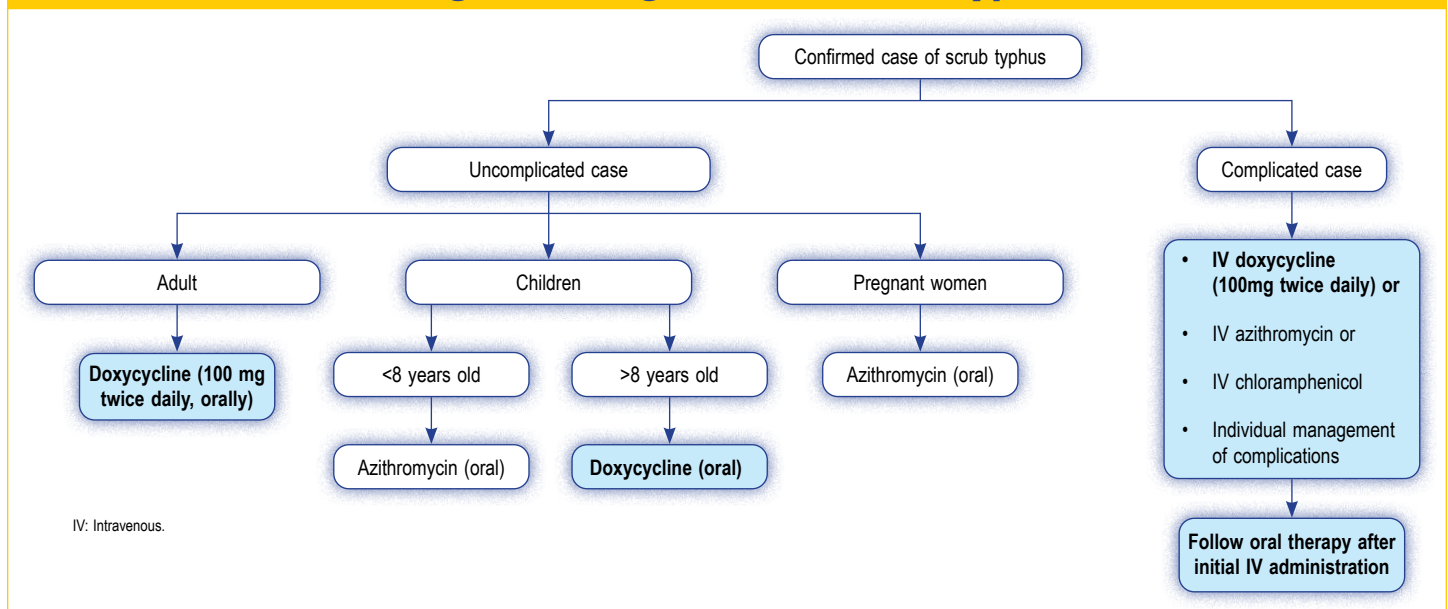 Confirmed case of scrub typhus
Uncomplicated case
Complicated case
Adult
Children
Pregnant women
Doxycycline (100 mg
twice daily, orally)
<8 years old
>8 years old
Azithromycin (oral)
Azithromycin (oral)
Doxycycline (oral)
• IV doxycycline
(100mg twice daily) or
• IV azithromycin or
• IV chloramphenicol
• Individual management
of complications
Follow oral therapy after
initial IV administration
IV: Intravenous.